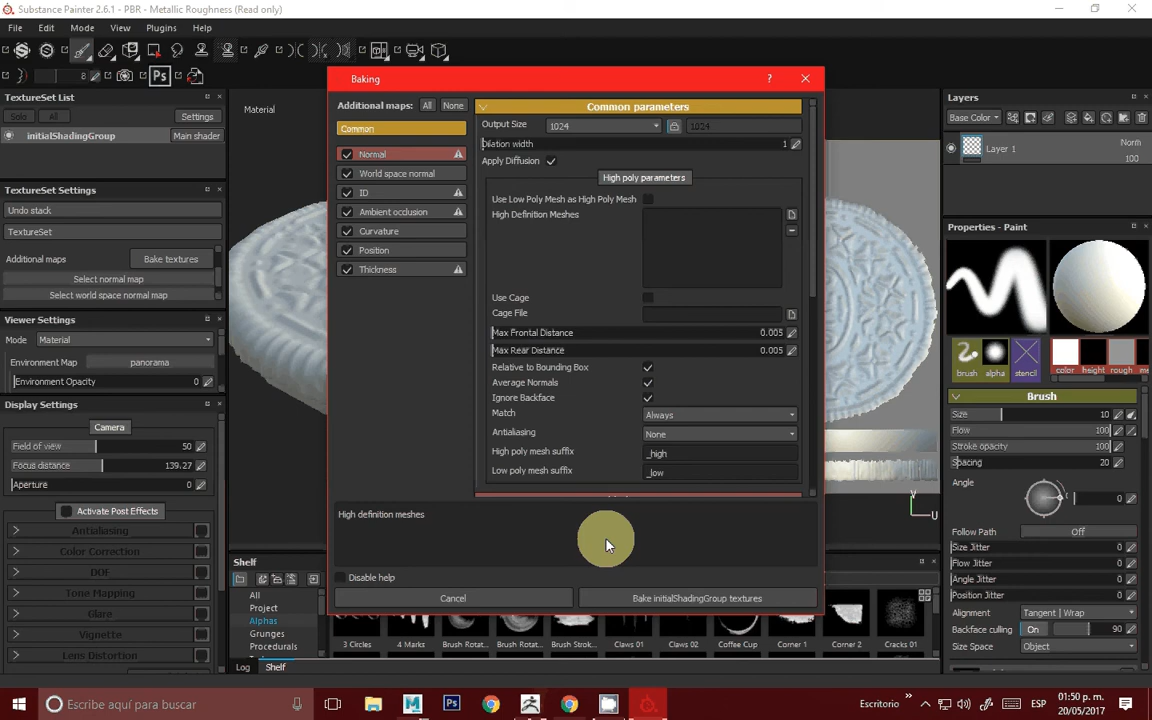 Substance Painter 2.6.1 - PBR - Metallic Roughness (Read only)
File Edit Mode View Plugins Help
8
Ps
TextureSet List
Solo All Settings
initialShadingGroup Main shader
TextureSet Settings
Undo stack
TextureSet
Additional maps Bake textures
Select normal map
Select world space normal map
Viewer Settings
Mode Material
Environment Map panorama
Environment Opacity 0
Display Settings
Camera
Field of view 50
Focus distance 139.27
Aperture 0
Activate Post Effects
Antialiasing
Color Correction
DOF
Tone Mapping
Glare
Vignette
Lens Distortion
Material
Baking
?
Additional maps: All None
Common
Normal
World space normal
ID
Ambient occlusion
Curvature
Position
Thickness
Common parameters
Output Size 1024 1024
Dilation width 1
Apply Diffusion
High poly parameters
Use Low Poly Mesh as High Poly Mesh
High Definition Meshes
Use Cage
Cage File
Max Frontal Distance 0.005
Max Rear Distance 0.005
Relative to Bounding Box
Average Normals
Ignore Backface
Match Always
Antialiasing None
High poly mesh suffix _high
Low poly mesh suffix _low
High definition meshes
Disable help
Cancel Bake initialShadingGroup textures
V
U
Shelf
All
Project
Alphas
Grunges
Procedurals
3 Circles 4 Marks Brush Rotat... Brush Rotat... Brush Strok... Claws 01 Claws 02 Coffee Cup Corner 1 Corner 2 Cracks 01
Log Shelf
Layers
Base Color
Layer 1 Norm
100
Properties - Paint
brush alpha stencil color height rough me
Brush
Size 10
Flow 100
Stroke opacity 100
Spacing 20
Angle 0
Follow Path Off
Size Jitter 0
Flow Jitter 0
Angle Jitter 0
Position Jitter 0
Alignment Tangent | Wrap
Backface culling On 90
Size Space Object
Escribe aquí para buscar
Ps
Escritorio » ESP 01:50 p. m.
20/05/2017